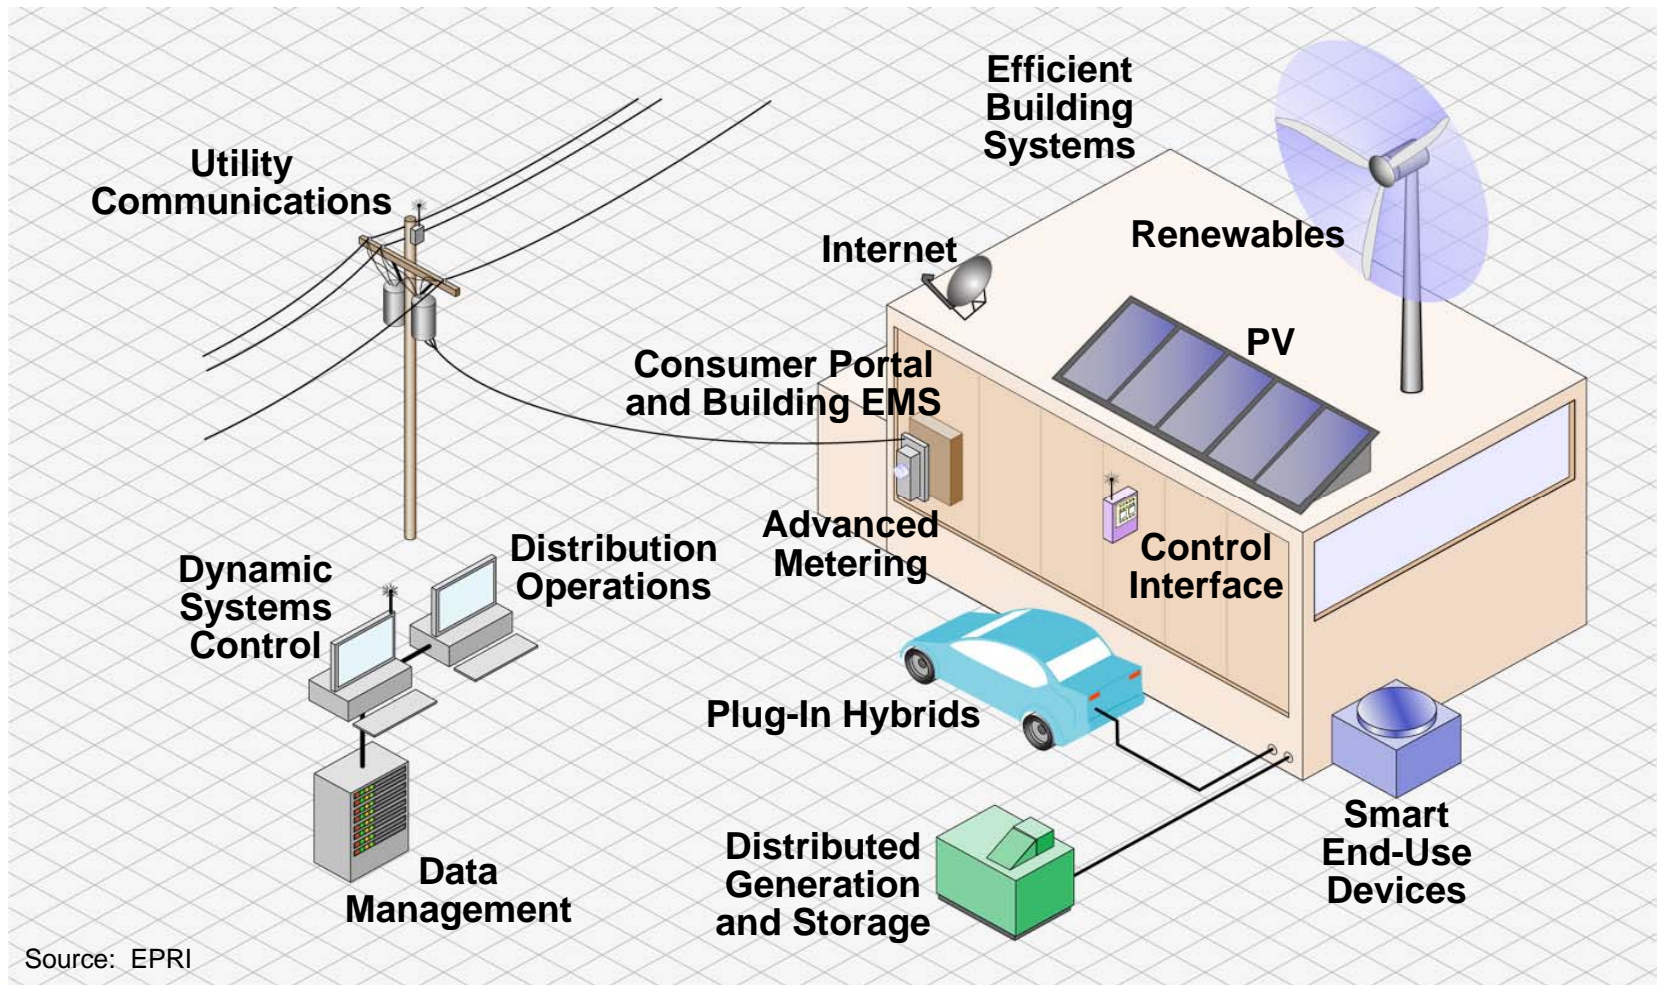 Efficient
Building
Systems
Utility
Communications
Internet
Renewables
PV
Consumer Portal
and Building EMS
Advanced
Metering
Control
Interface
Distribution
Operations
Dynamic
Systems
Control
Plug-In Hybrids
Smart
End-Use
Devices
Distributed
Generation
and Storage
Data
Management
Source: EPRI